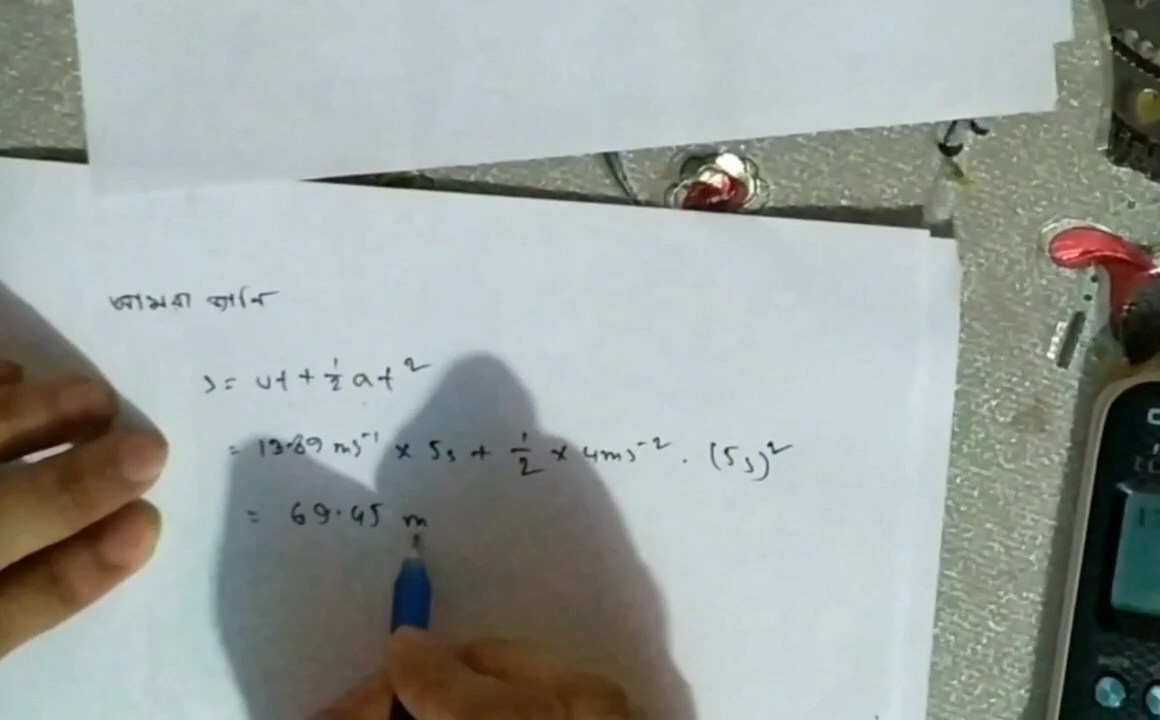 আমরা জানি
s = ut + ½ at²
= 13.89 ms⁻¹ × 5s + ½ × 4ms⁻² . (5s)²
= 69.45 m